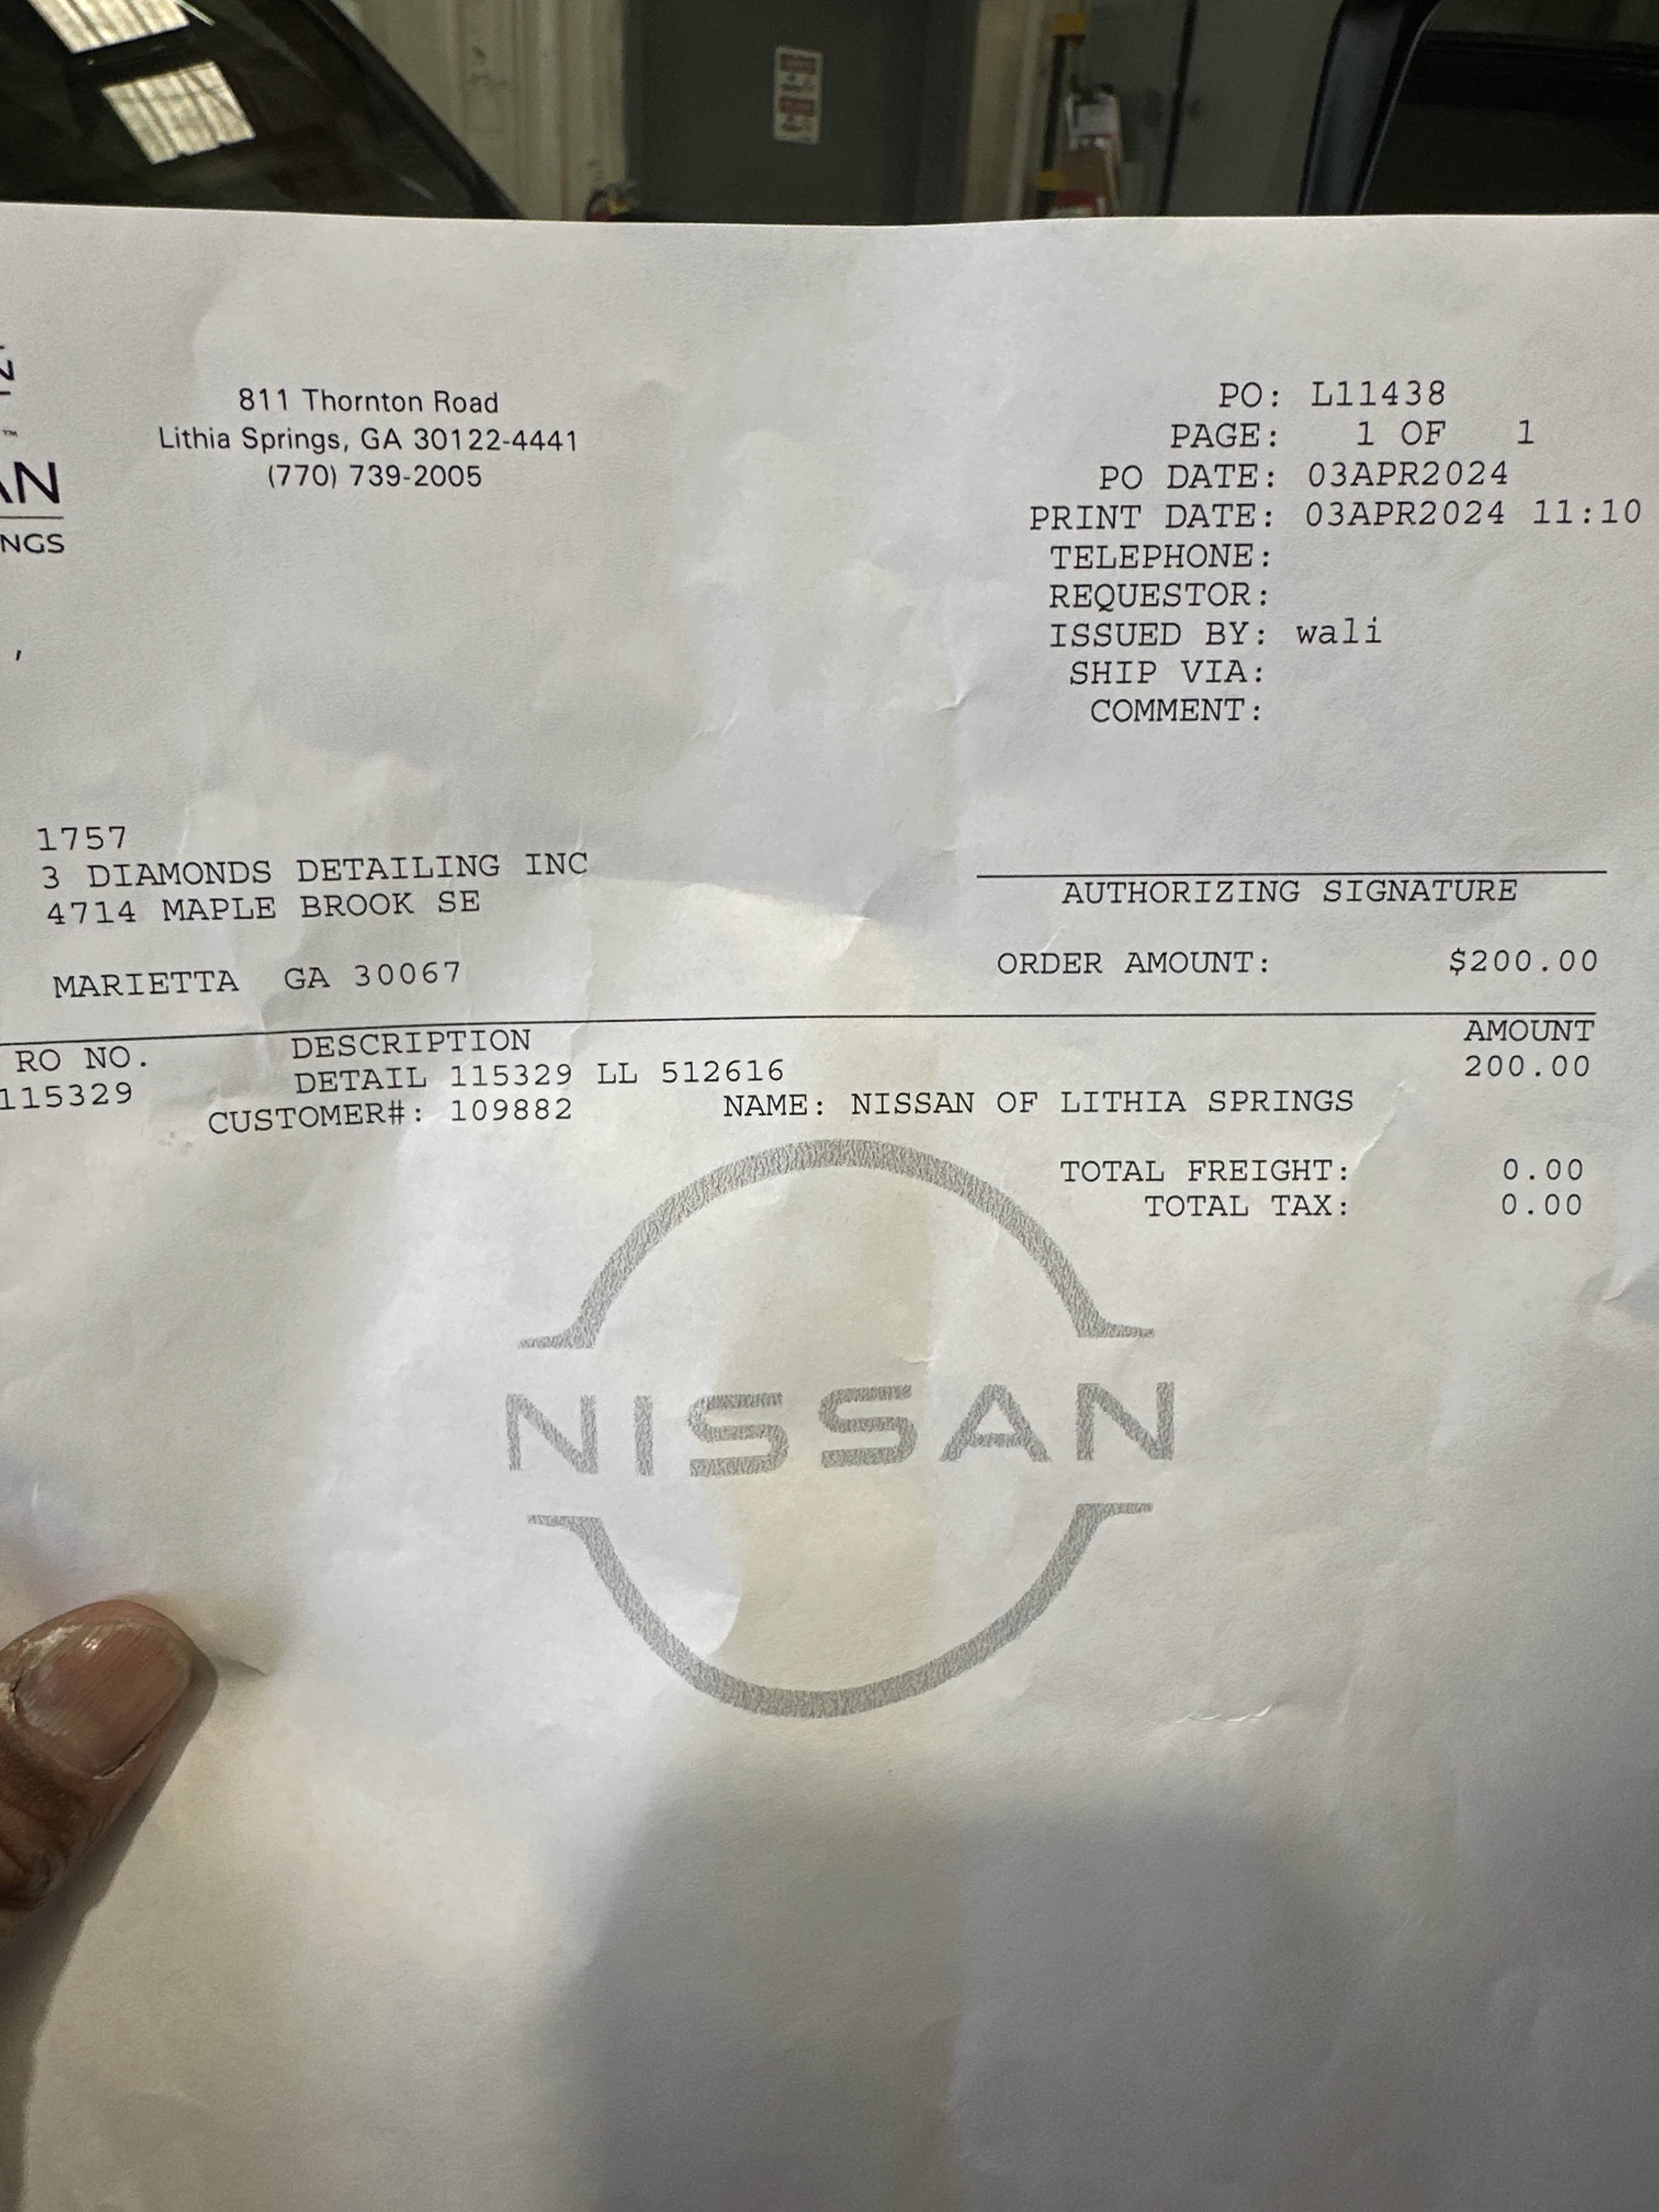 N
™
AN
NGS
811 Thornton Road
Lithia Springs, GA 30122-4441
(770) 739-2005
PO: L11438
PAGE: 1 OF 1
PO DATE: 03APR2024
PRINT DATE: 03APR2024 11:10
TELEPHONE:
REQUESTOR:
ISSUED BY: wali
SHIP VIA:
COMMENT:
,
1757
3 DIAMONDS DETAILING INC
4714 MAPLE BROOK SE
MARIETTA GA 30067
AUTHORIZING SIGNATURE
ORDER AMOUNT: $200.00
RO NO. DESCRIPTION AMOUNT
115329 DETAIL 115329 LL 512616 200.00
CUSTOMER#: 109882 NAME: NISSAN OF LITHIA SPRINGS
TOTAL FREIGHT: 0.00
TOTAL TAX: 0.00
NISSAN